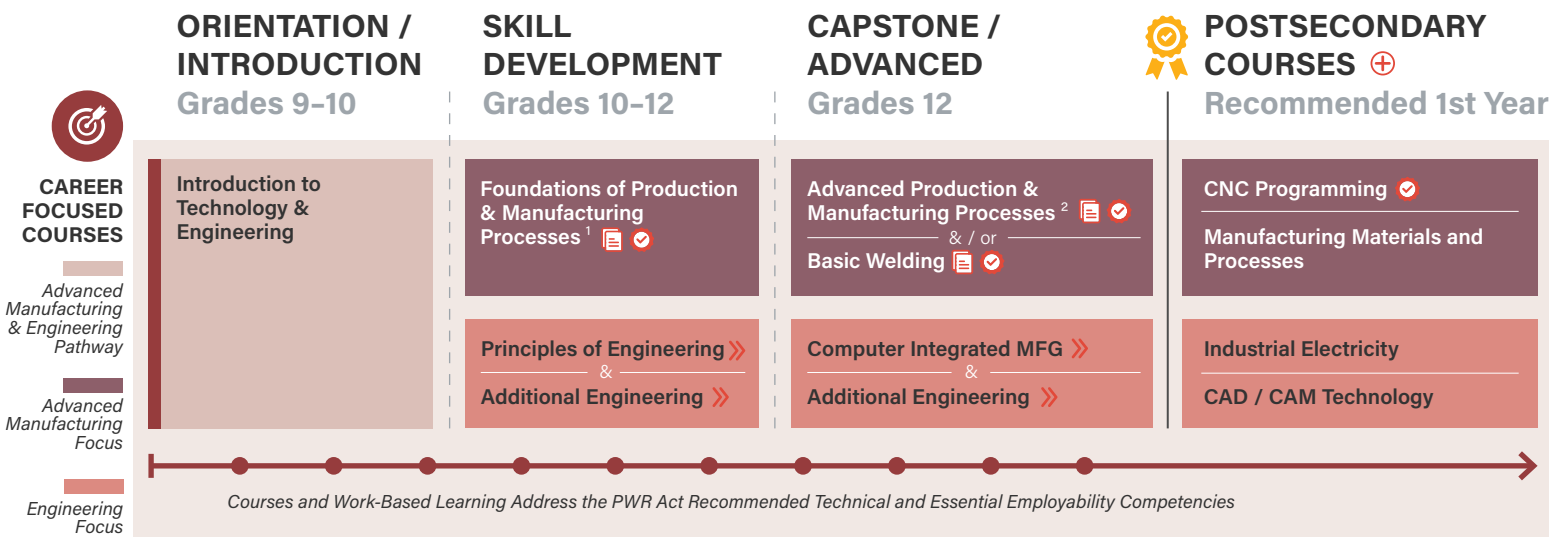 ORIENTATION /
INTRODUCTION
Grades 9–10
SKILL
DEVELOPMENT
Grades 10–12
CAPSTONE /
ADVANCED
Grades 12
POSTSECONDARY
COURSES
Recommended 1st Year
CAREER
FOCUSED
COURSES
Advanced
Manufacturing
& Engineering
Pathway
Advanced
Manufacturing
Focus
Engineering
Focus
Introduction to
Technology &
Engineering
Foundations of Production
& Manufacturing
Processes 1
Principles of Engineering
&
Additional Engineering
Advanced Production &
Manufacturing Processes 2
& / or
Basic Welding
Computer Integrated MFG
&
Additional Engineering
CNC Programming
Manufacturing Materials and
Processes
Industrial Electricity
CAD / CAM Technology
Courses and Work-Based Learning Address the PWR Act Recommended Technical and Essential Employability Competencies